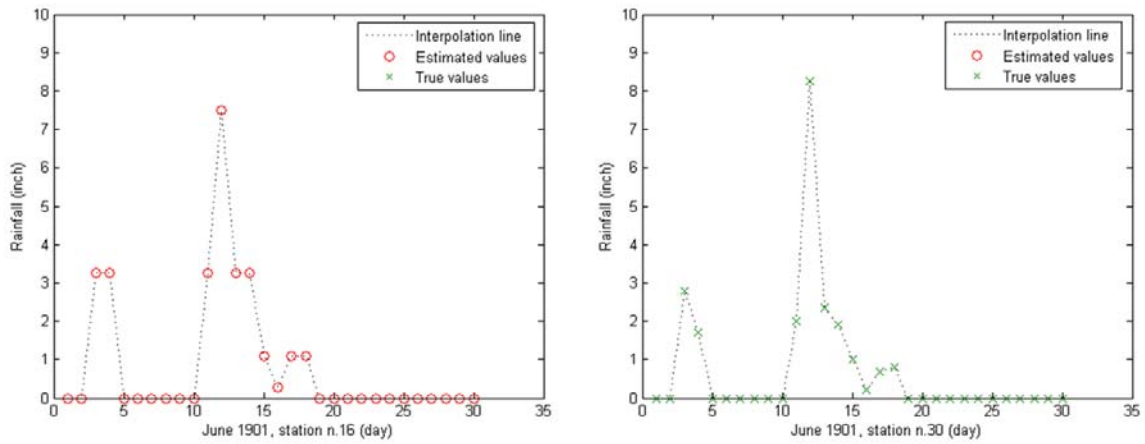 10
9
8
7
6
5
4
3
2
1
0
Rainfall (inch)
Interpolation line
Estimated values
True values
0 5 10 15 20 25 30 35
June 1901, station n.16 (day)
10
9
8
7
6
5
4
3
2
1
0
Rainfall (inch)
Interpolation line
Estimated values
True values
0 5 10 15 20 25 30 35
June 1901, station n.30 (day)